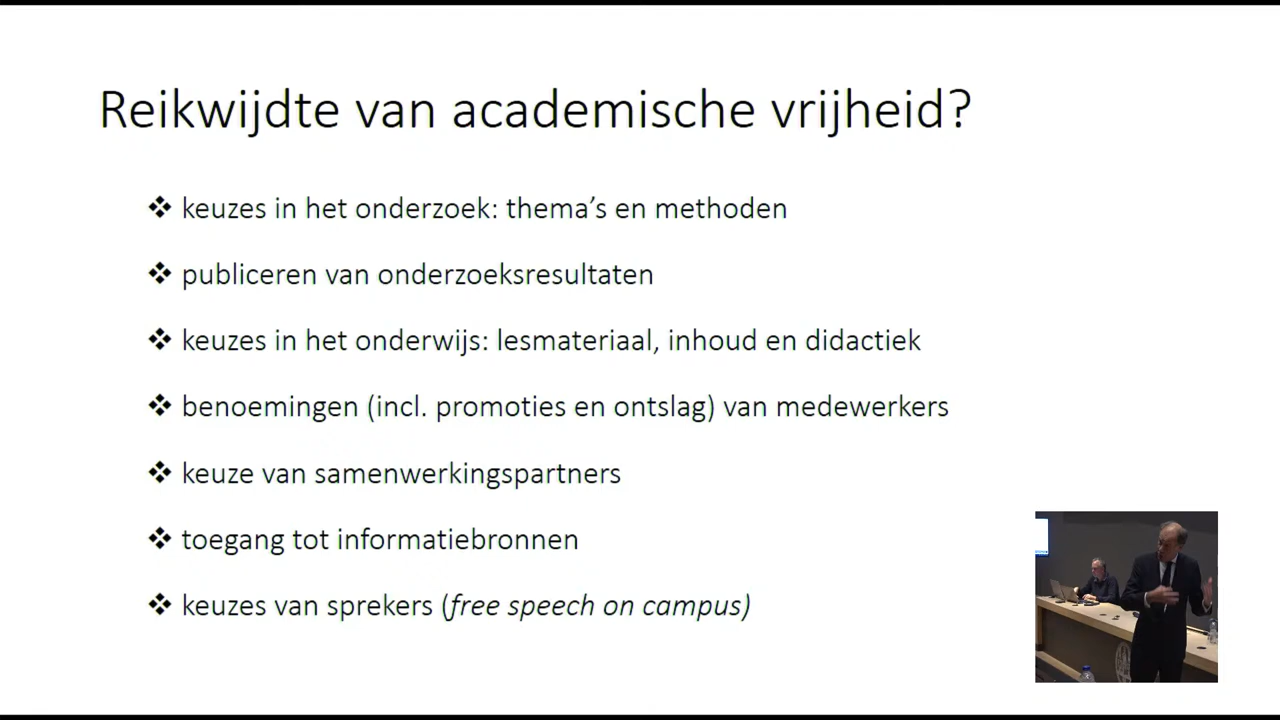 Reikwijdte van academische vrijheid?
❖ keuzes in het onderzoek: thema’s en methoden
❖ publiceren van onderzoeksresultaten
❖ keuzes in het onderwijs: lesmateriaal, inhoud en didactiek
❖ benoemingen (incl. promoties en ontslag) van medewerkers
❖ keuze van samenwerkingspartners
❖ toegang tot informatiebronnen
❖ keuzes van sprekers (free speech on campus)